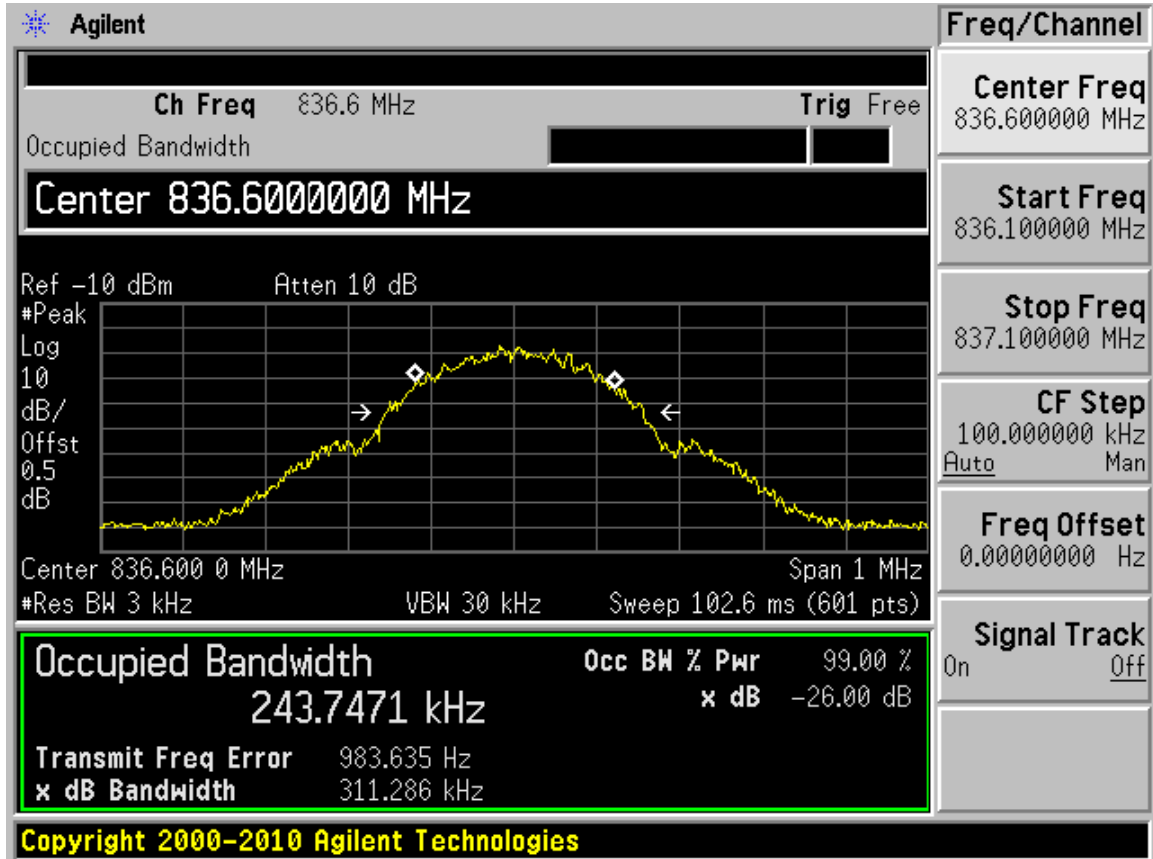 Agilent
Freq/Channel
Ch Freq 836.6 MHz Trig Free
Occupied Bandwidth
Center 836.6000000 MHz
Ref -10 dBm Atten 10 dB
#Peak
Log
10
dB/
Offst
0.5
dB
Center 836.600 0 MHz Span 1 MHz
#Res BW 3 kHz VBW 30 kHz Sweep 102.6 ms (601 pts)
Occupied Bandwidth
243.7471 kHz
Occ BW % Pwr 99.00 %
x dB -26.00 dB
Transmit Freq Error 983.635 Hz
x dB Bandwidth 311.286 kHz
Copyright 2000-2010 Agilent Technologies
Center Freq
836.600000 MHz
Start Freq
836.100000 MHz
Stop Freq
837.100000 MHz
CF Step
100.000000 kHz
Auto Man
Freq Offset
0.00000000 Hz
Signal Track
On Off